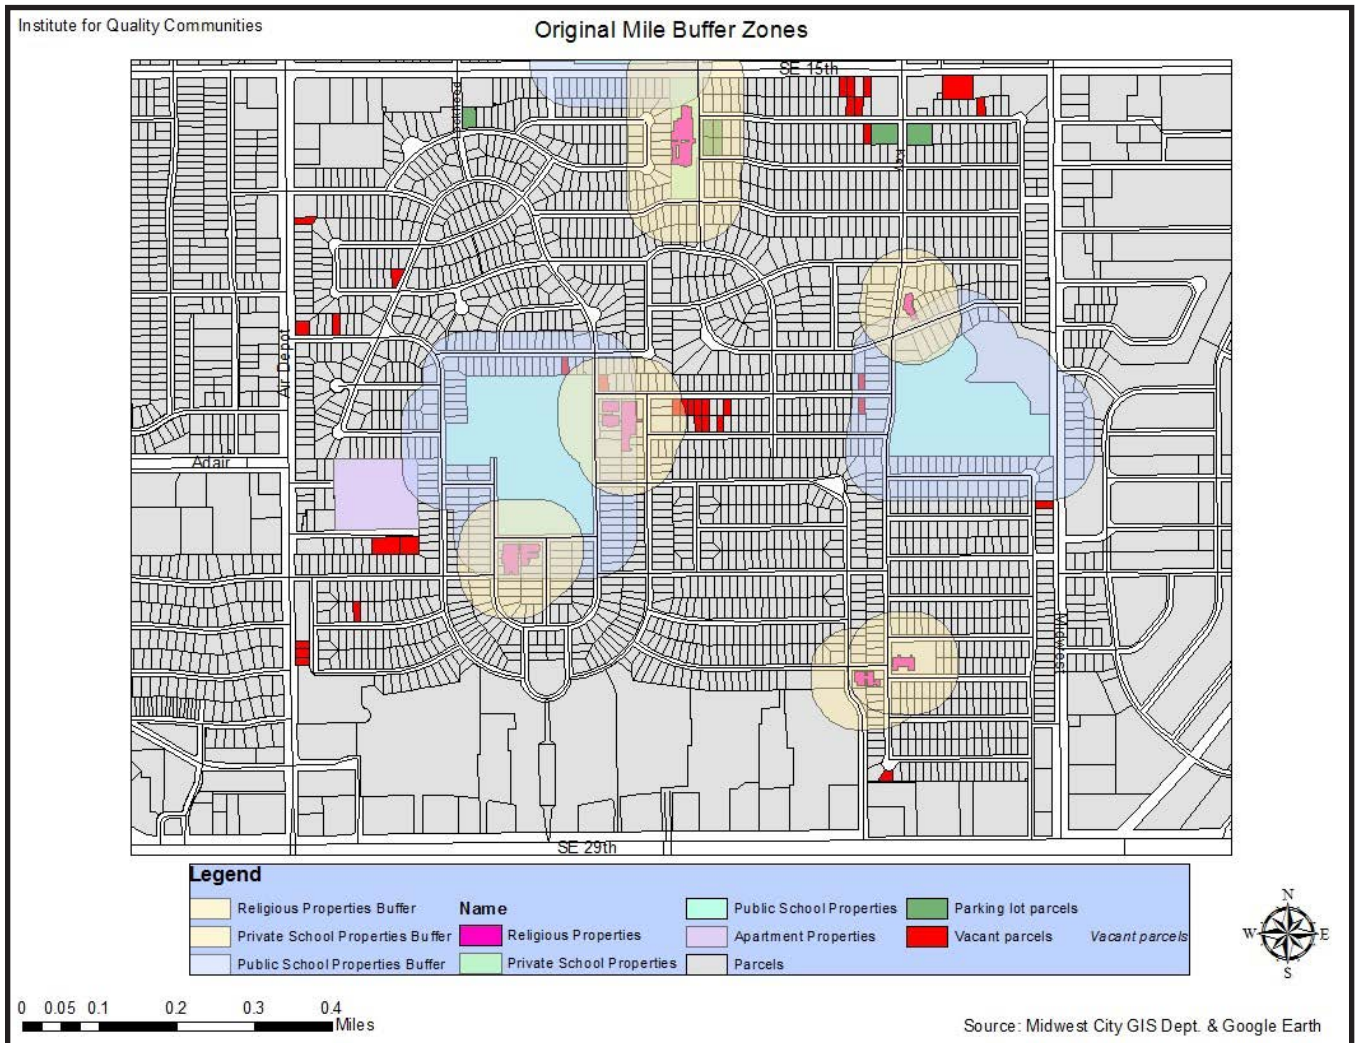 Institute for Quality Communities
Original Mile Buffer Zones
SE 15th
Lockheed
Key
Air Depot
Adair
Midwest
SE 29th
Legend
Religious Properties Buffer
Private School Properties Buffer
Public School Properties Buffer
Name
Religious Properties
Private School Properties
Public School Properties
Apartment Properties
Parcels
Parking lot parcels
Vacant parcels
Vacant parcels
N
W
E
S
0 0.05 0.1 0.2 0.3 0.4
Miles
Source: Midwest City GIS Dept. & Google Earth